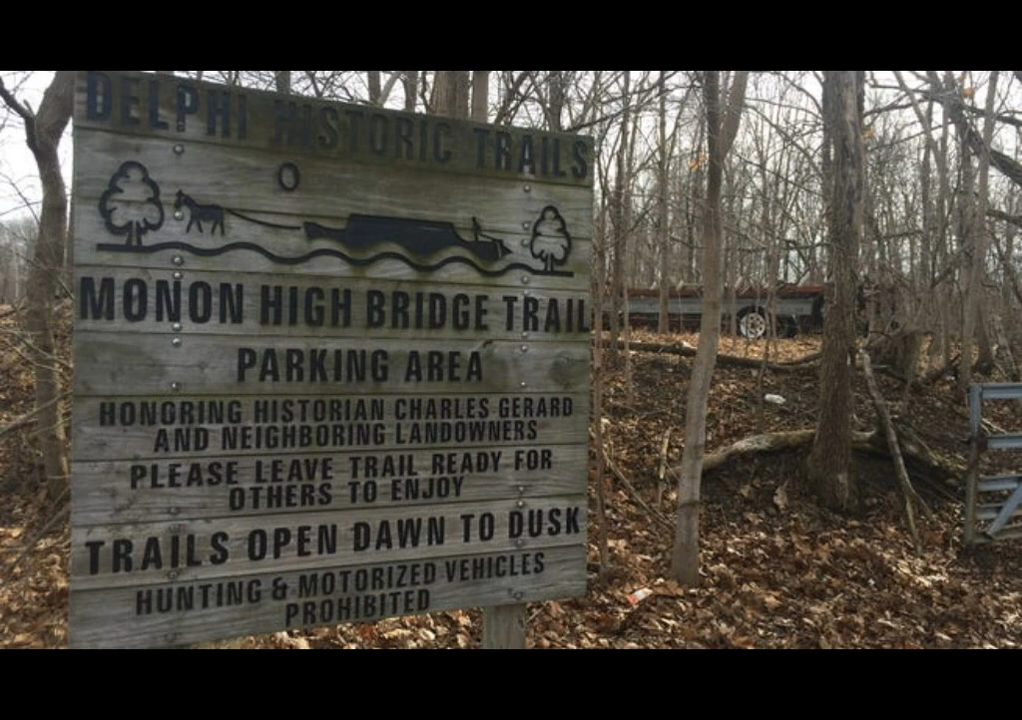 DELPHI HISTORIC TRAILS
MONON HIGH BRIDGE TRAIL
PARKING AREA
HONORING HISTORIAN CHARLES GERARD
AND NEIGHBORING LANDOWNERS
PLEASE LEAVE TRAIL READY FOR
OTHERS TO ENJOY
TRAILS OPEN DAWN TO DUSK
HUNTING & MOTORIZED VEHICLES
PROHIBITED